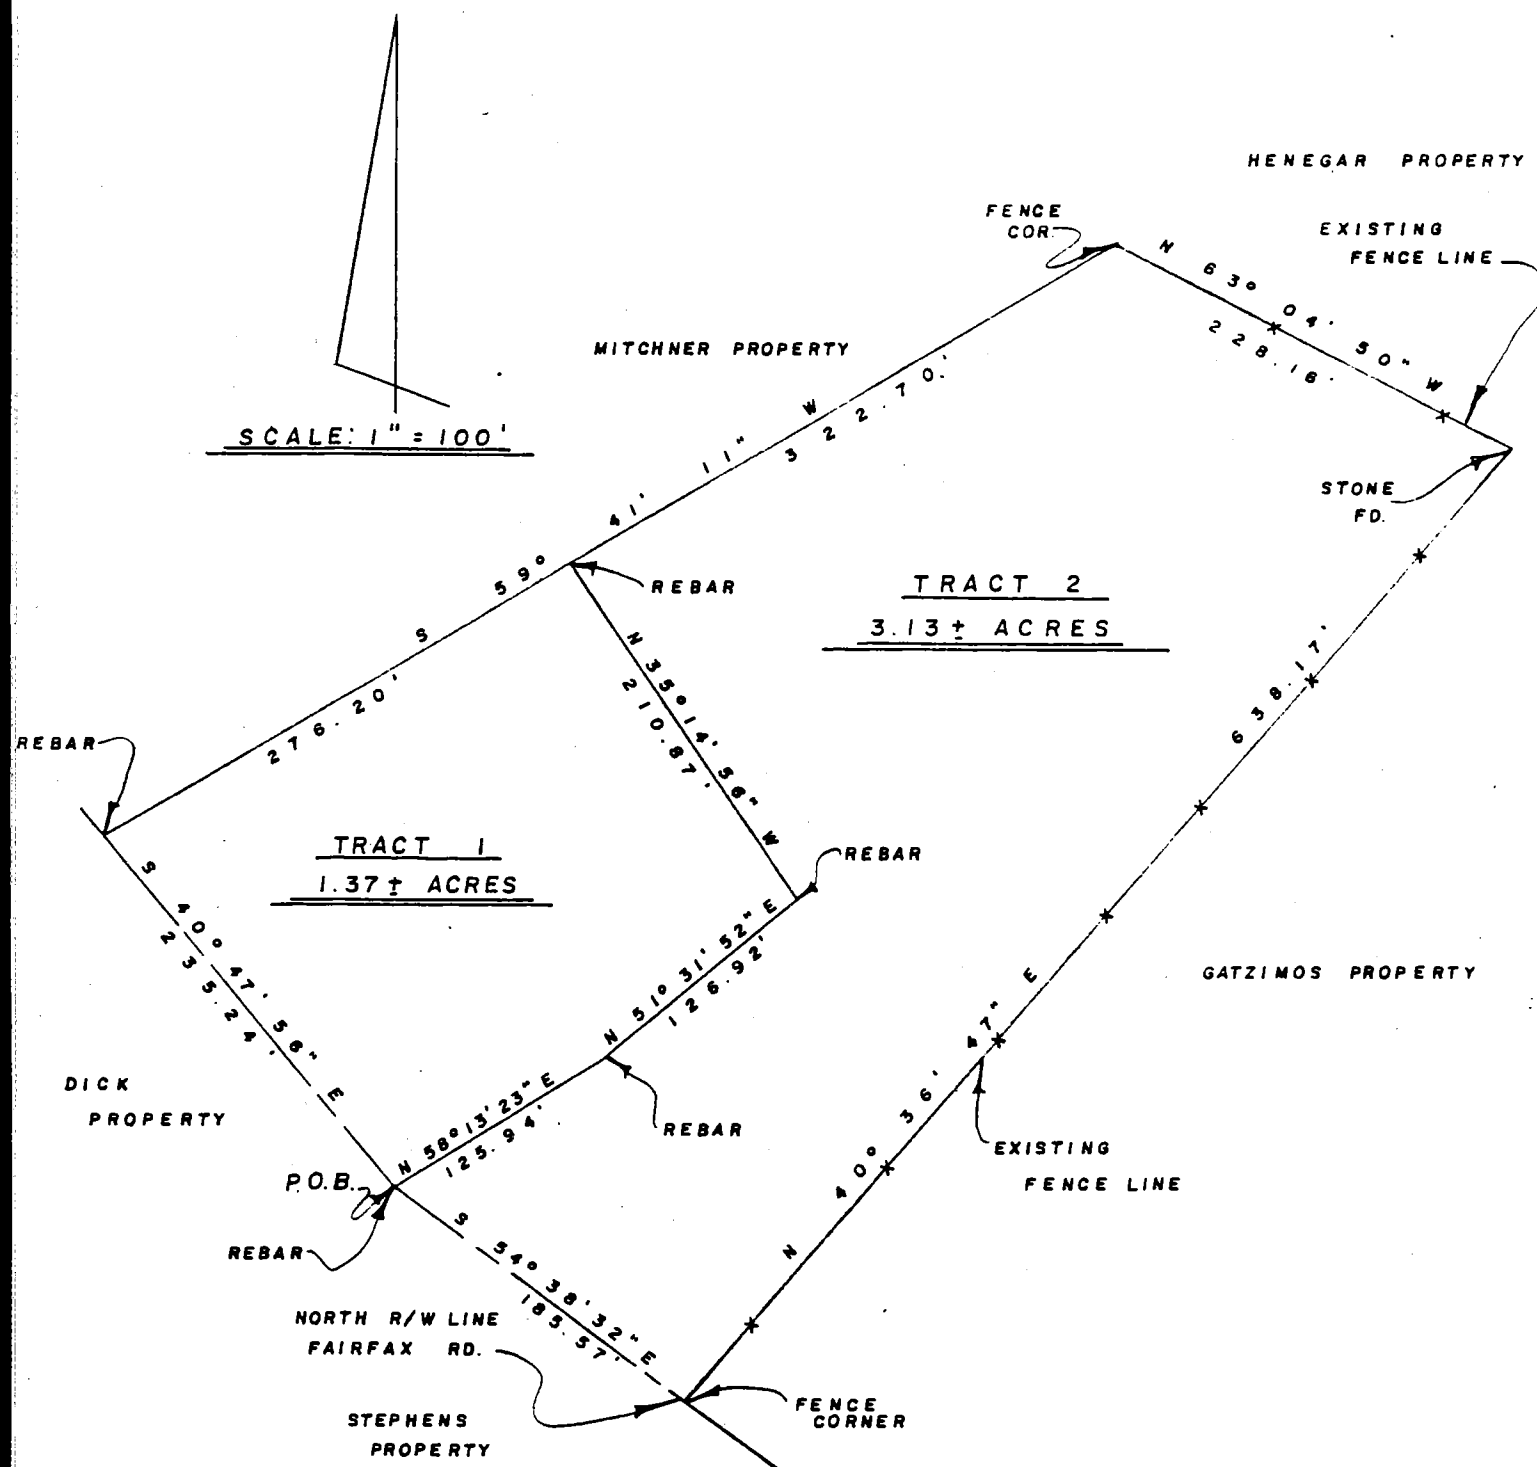 HENEGAR PROPERTY
FENCE
COR.
EXISTING
FENCE LINE
N 63° 04' 50" W
228.16'
MITCHNER PROPERTY
SCALE: 1" = 100'
S 59° 41' 11" W
322.70'
276.20'
STONE
FD.
REBAR
TRACT 2
3.13± ACRES
N 35°14'56" W
210.87'
638.17'
N 40° 36' 47" E
REBAR
TRACT 1
1.37± ACRES
REBAR
S 40° 47' 56" E
235.24'
N 51° 31' 52" E
126.92'
GATZIMOS PROPERTY
DICK
PROPERTY
N 58°13'23" E
125.94'
REBAR
EXISTING
FENCE LINE
P.O.B.
REBAR
S 54° 38' 32" E
185.57'
NORTH R/W LINE
FAIRFAX RD.
FENCE
CORNER
STEPHENS
PROPERTY